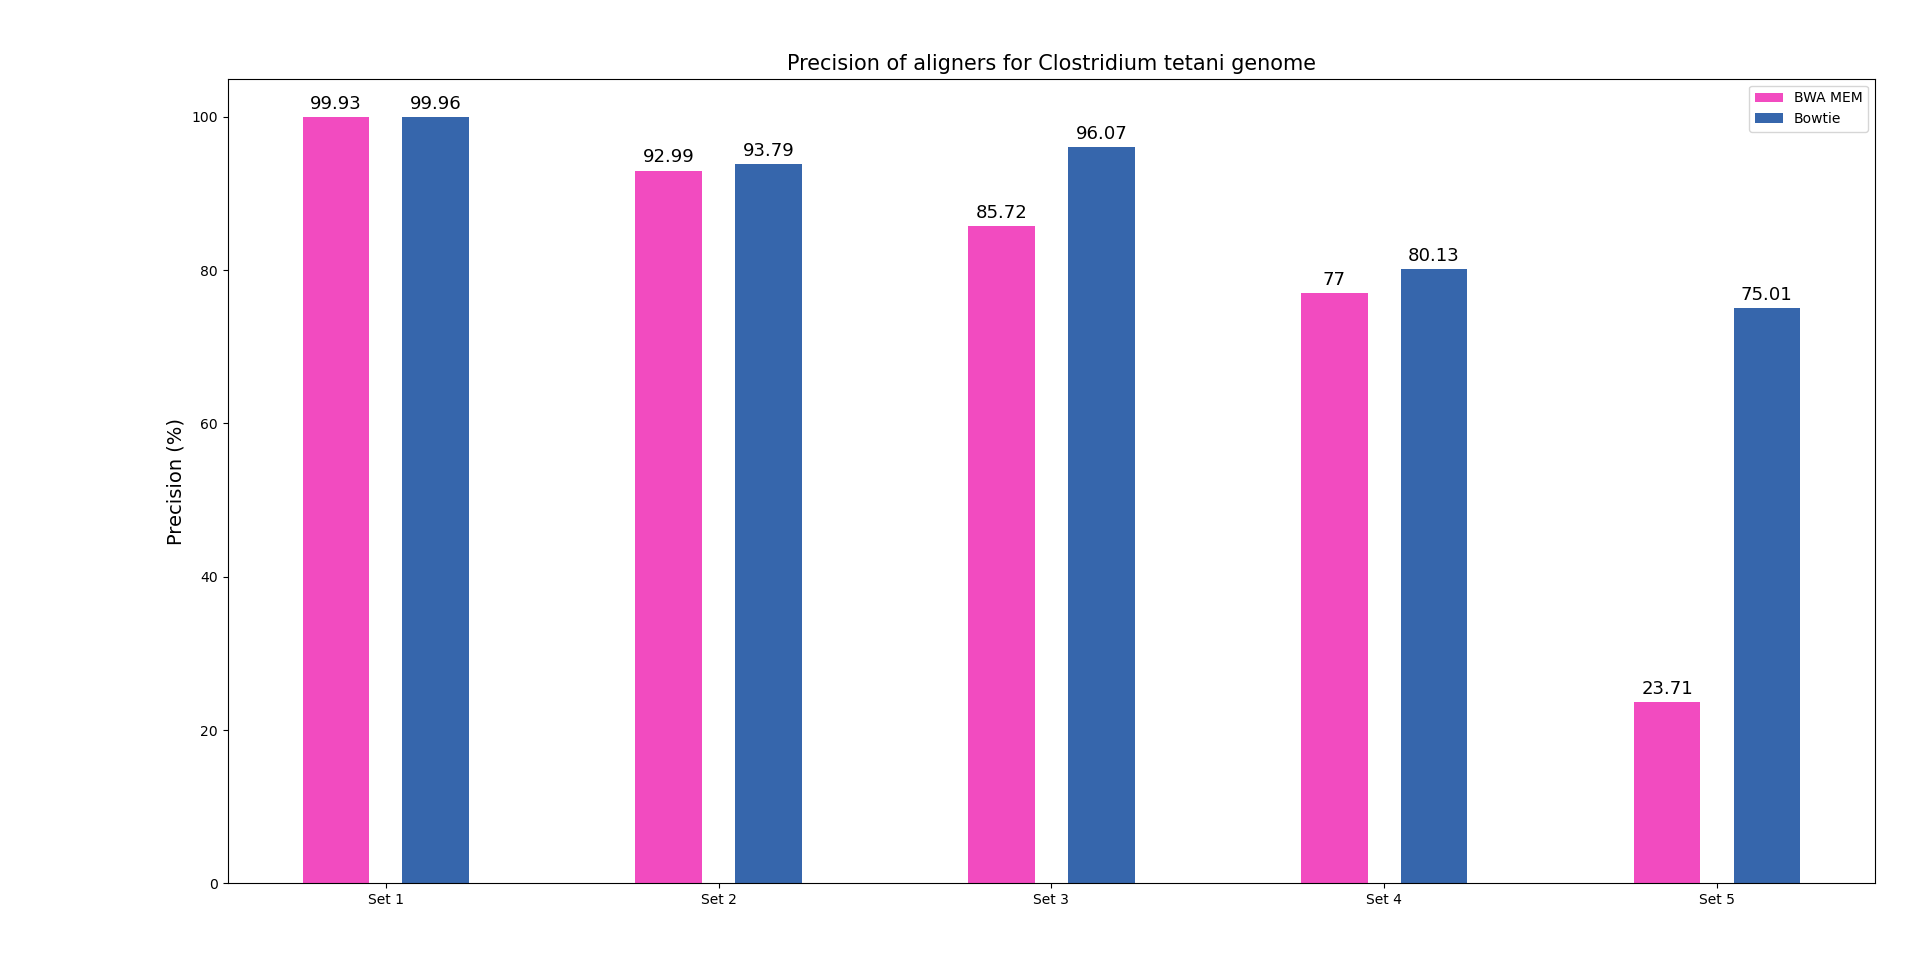 Precision of aligners for Clostridium tetani genome
BWA MEM
Bowtie
99.93
99.96
92.99
93.79
85.72
96.07
77
80.13
23.71
75.01
Precision (%)
100
80
60
40
20
0
Set 1
Set 2
Set 3
Set 4
Set 5